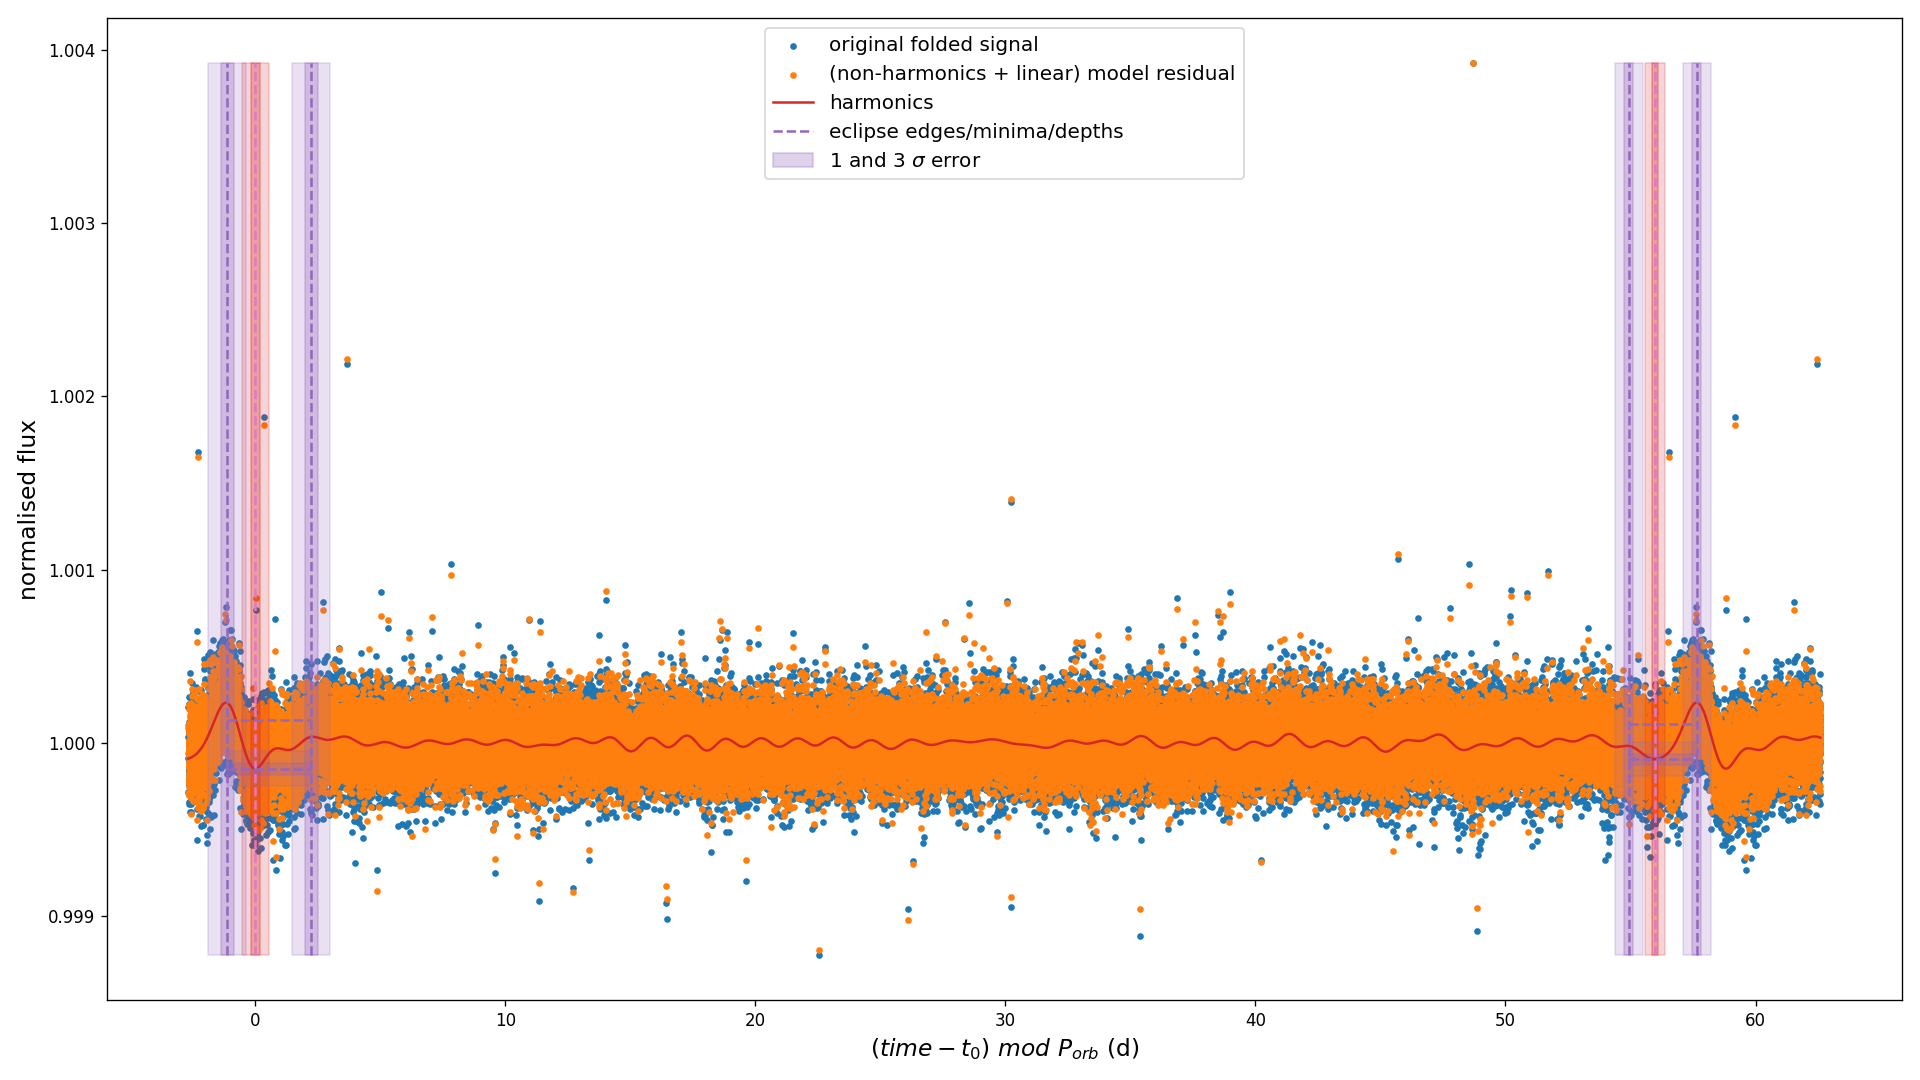 original folded signal
(non-harmonics + linear) model residual
harmonics
eclipse edges/minima/depths
1 and 3 σ error
normalised flux
1.004
1.003
1.002
1.001
1.000
0.999
0 10 20 30 40 50 60
(time − t₀) mod Pₒᵣᵦ (d)